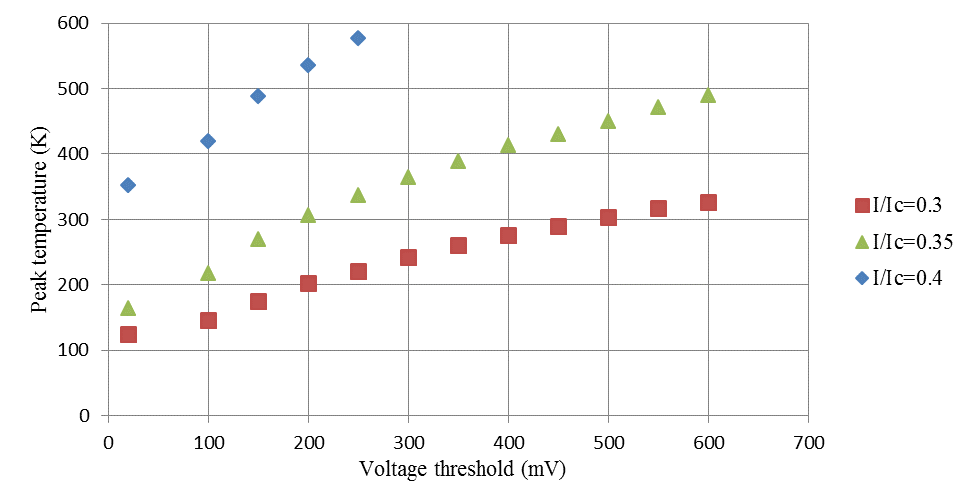 600
500
400
300
200
100
0
Peak temperature (K)
0 100 200 300 400 500 600 700
Voltage threshold (mV)
I/Ic=0.3
I/Ic=0.35
I/Ic=0.4